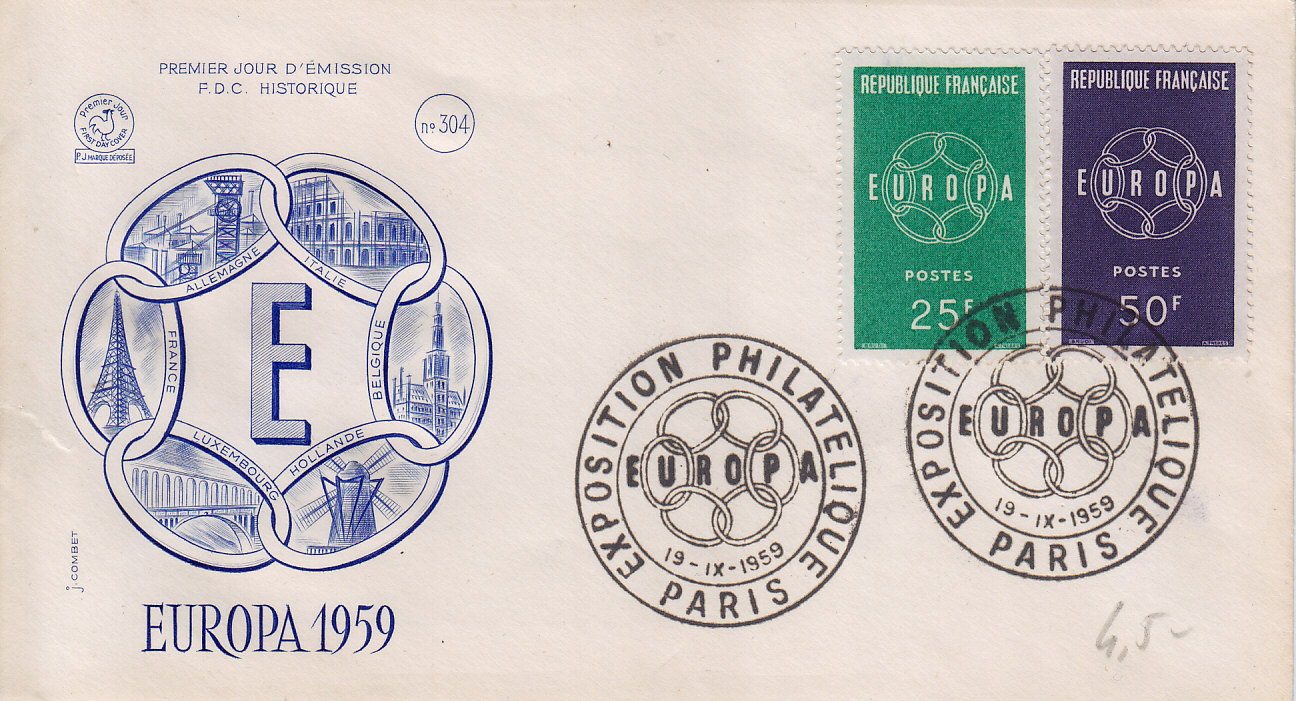 PREMIER JOUR D'ÉMISSION
F.D.C. HISTORIQUE
Premier Jour
FIRST DAY COVER
P.J MARQUE DÉPOSÉE
nº 304
ALLEMAGNE
ITALIE
FRANCE
BELGIQUE
LUXEMBOURG
HOLLANDE
E
J. COMBET
EUROPA 1959
REPUBLIQUE FRANÇAISE
EUROPA
POSTES
25F
REPUBLIQUE FRANÇAISE
EUROPA
POSTES
50F
EXPOSITION PHILATELIQUE
EUROPA
19-IX-1959
PARIS
EXPOSITION PHILATELIQUE
EUROPA
19-IX-1959
PARIS
4,5-